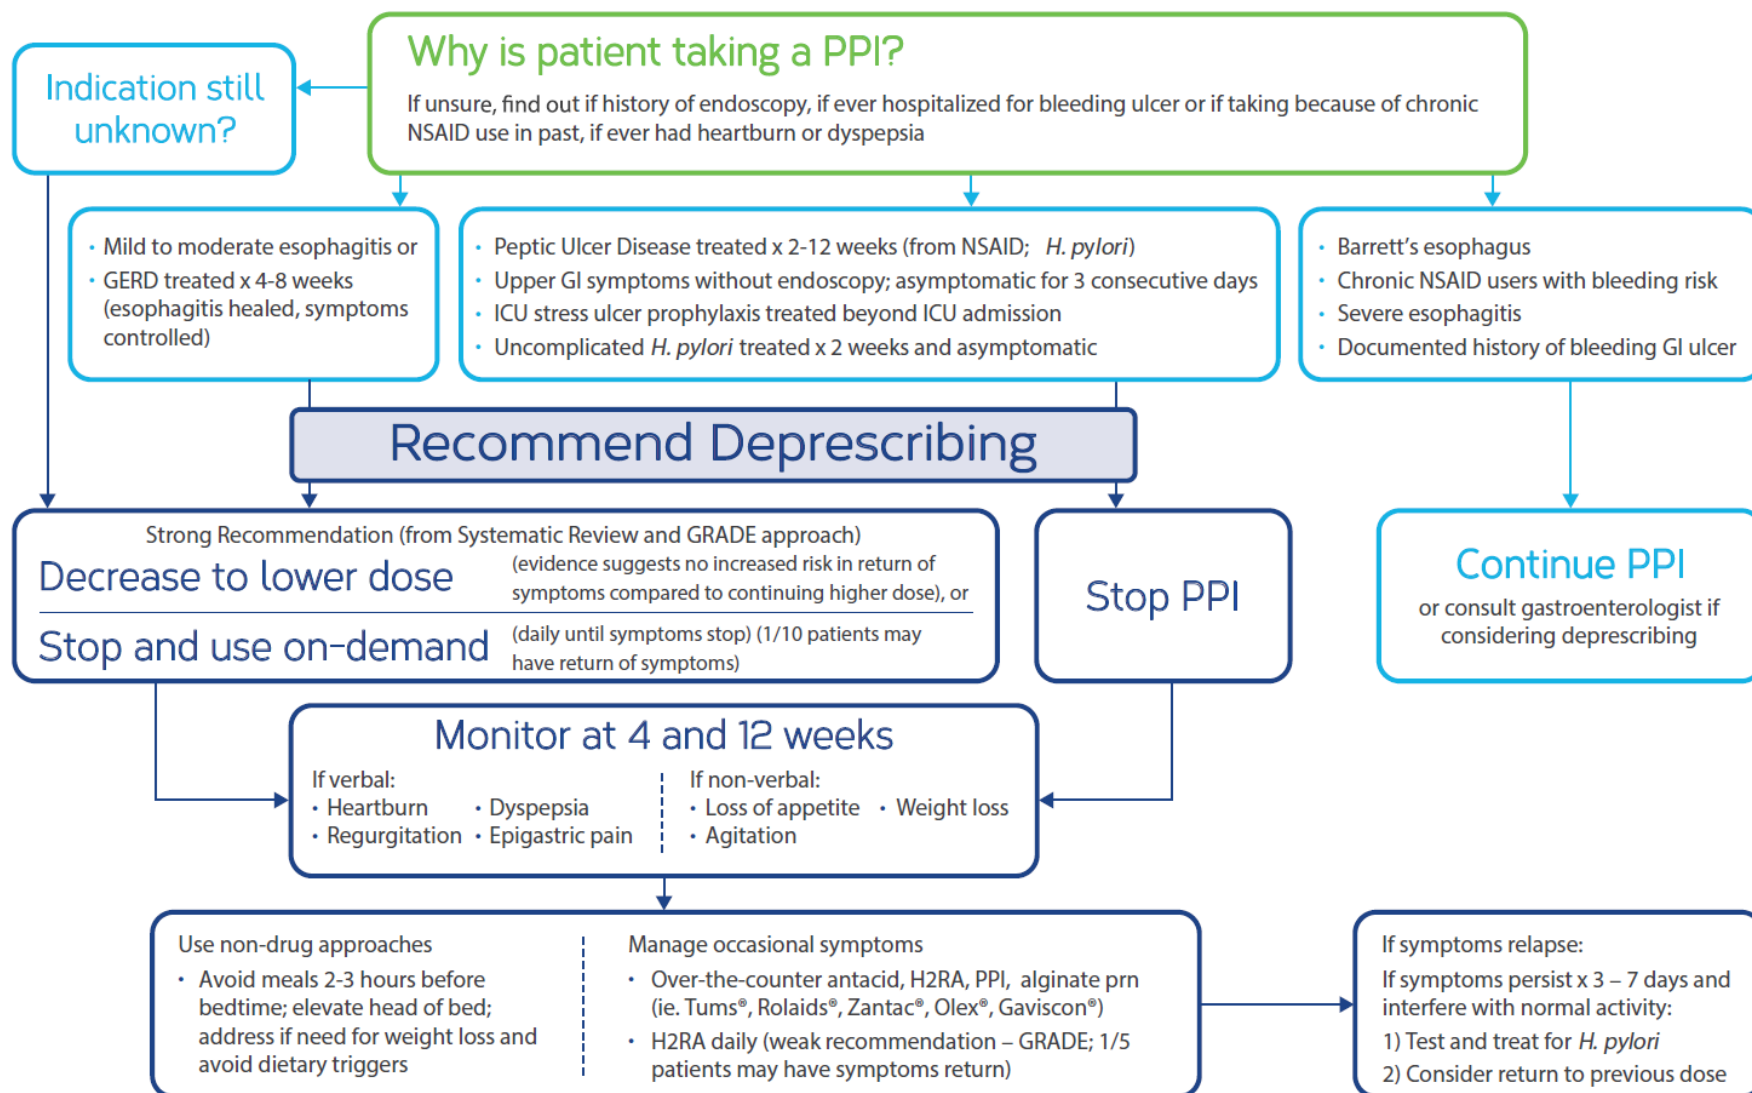 Why is patient taking a PPI?
If unsure, find out if history of endoscopy, if ever hospitalized for bleeding ulcer or if taking because of chronic
NSAID use in past, if ever had heartburn or dyspepsia
Indication still
unknown?
• Mild to moderate esophagitis or
• GERD treated x 4-8 weeks
(esophagitis healed, symptoms
controlled)
• Peptic Ulcer Disease treated x 2-12 weeks (from NSAID; H. pylori)
• Upper GI symptoms without endoscopy; asymptomatic for 3 consecutive days
• ICU stress ulcer prophylaxis treated beyond ICU admission
• Uncomplicated H. pylori treated x 2 weeks and asymptomatic
• Barrett’s esophagus
• Chronic NSAID users with bleeding risk
• Severe esophagitis
• Documented history of bleeding GI ulcer
Recommend Deprescribing
Strong Recommendation (from Systematic Review and GRADE approach)
Decrease to lower dose
(evidence suggests no increased risk in return of
symptoms compared to continuing higher dose), or
Stop and use on-demand
(daily until symptoms stop) (1/10 patients may
have return of symptoms)
Stop PPI
Continue PPI
or consult gastroenterologist if
considering deprescribing
Monitor at 4 and 12 weeks
If verbal:
• Heartburn • Dyspepsia
• Regurgitation • Epigastric pain
If non-verbal:
• Loss of appetite • Weight loss
• Agitation
Use non-drug approaches
• Avoid meals 2-3 hours before
bedtime; elevate head of bed;
address if need for weight loss and
avoid dietary triggers
Manage occasional symptoms
• Over-the-counter antacid, H2RA, PPI, alginate prn
(ie. Tums®, Rolaids®, Zantac®, Olex®, Gaviscon®)
• H2RA daily (weak recommendation – GRADE; 1/5
patients may have symptoms return)
If symptoms relapse:
If symptoms persist x 3 – 7 days and
interfere with normal activity:
1) Test and treat for H. pylori
2) Consider return to previous dose